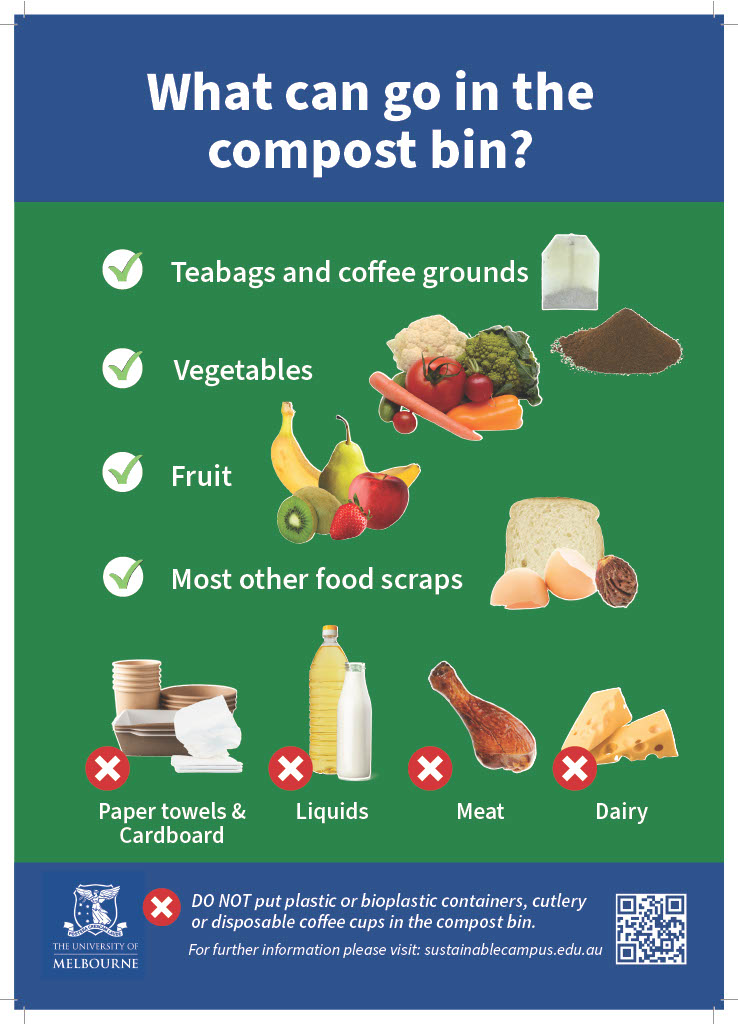 What can go in the
compost bin?
Teabags and coffee grounds
Vegetables
Fruit
Most other food scraps
Paper towels &
Cardboard
Liquids
Meat
Dairy
DO NOT put plastic or bioplastic containers, cutlery
or disposable coffee cups in the compost bin.
For further information please visit: sustainablecampus.edu.au
THE UNIVERSITY OF
MELBOURNE